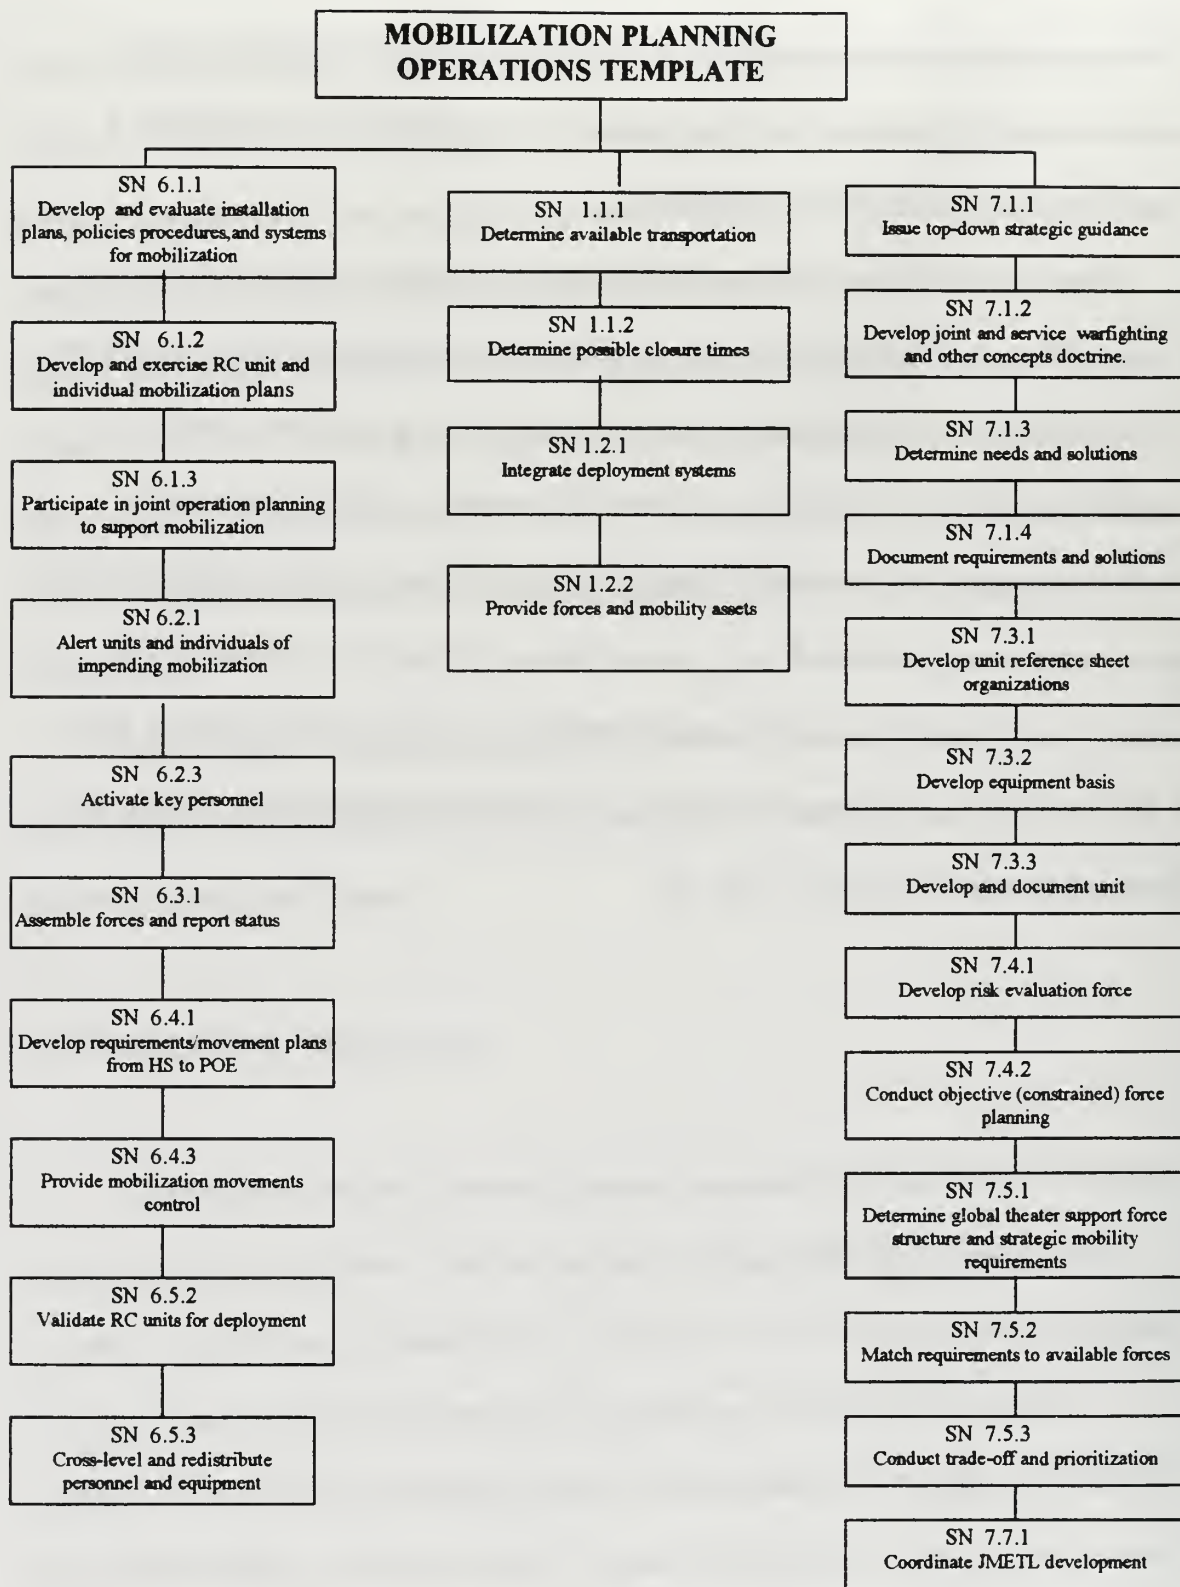 MOBILIZATION PLANNING
OPERATIONS TEMPLATE
SN 6.1.1
Develop and evaluate installation
plans, policies procedures,and systems
for mobilization
SN 6.1.2
Develop and exercise RC unit and
individual mobilization plans
SN 6.1.3
Participate in joint operation planning
to support mobilization
SN 6.2.1
Alert units and individuals of
impending mobilization
SN 6.2.3
Activate key personnel
SN 6.3.1
Assemble forces and report status
SN 6.4.1
Develop requirements/movement plans
from HS to POE
SN 6.4.3
Provide mobilization movements
control
SN 6.5.2
Validate RC units for deployment
SN 6.5.3
Cross-level and redistribute
personnel and equipment
SN 1.1.1
Determine available transportation
SN 1.1.2
Determine possible closure times
SN 1.2.1
Integrate deployment systems
SN 1.2.2
Provide forces and mobility assets
SN 7.1.1
Issue top-down strategic guidance
SN 7.1.2
Develop joint and service warfighting
and other concepts doctrine.
SN 7.1.3
Determine needs and solutions
SN 7.1.4
Document requirements and solutions
SN 7.3.1
Develop unit reference sheet
organizations
SN 7.3.2
Develop equipment basis
SN 7.3.3
Develop and document unit
SN 7.4.1
Develop risk evaluation force
SN 7.4.2
Conduct objective (constrained) force
planning
SN 7.5.1
Determine global theater support force
structure and strategic mobility
requirements
SN 7.5.2
Match requirements to available forces
SN 7.5.3
Conduct trade-off and prioritization
SN 7.7.1
Coordinate JMETL development